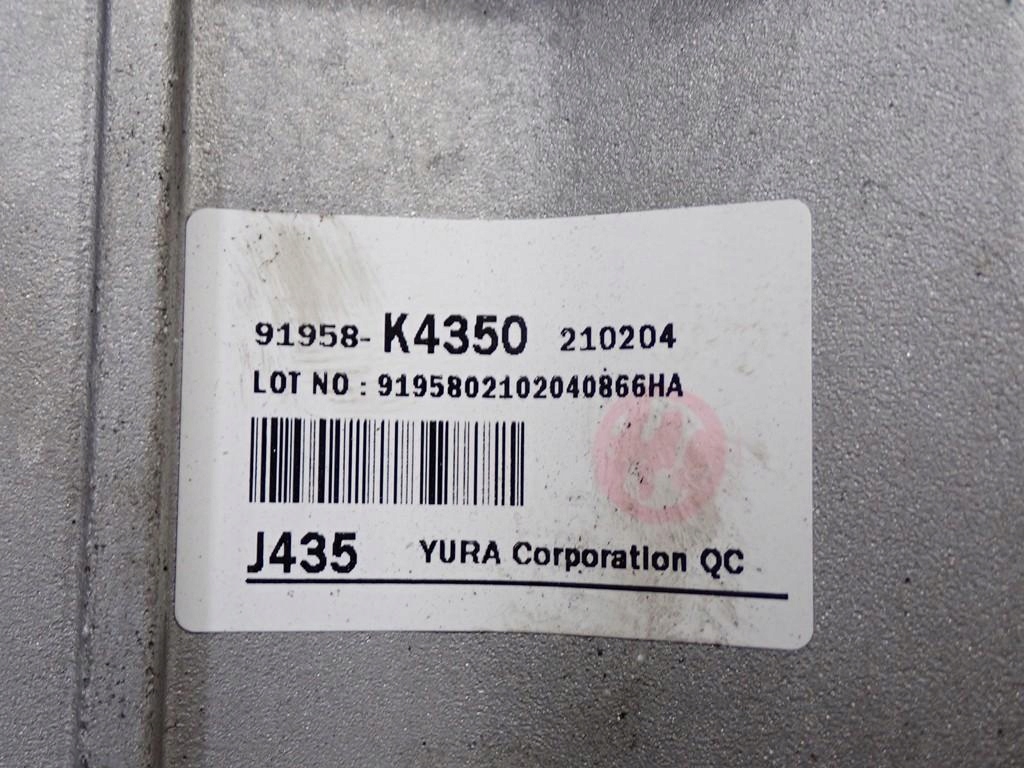 91958- K4350 210204
LOT NO : 9195802102040866HA
J435 YURA Corporation QC